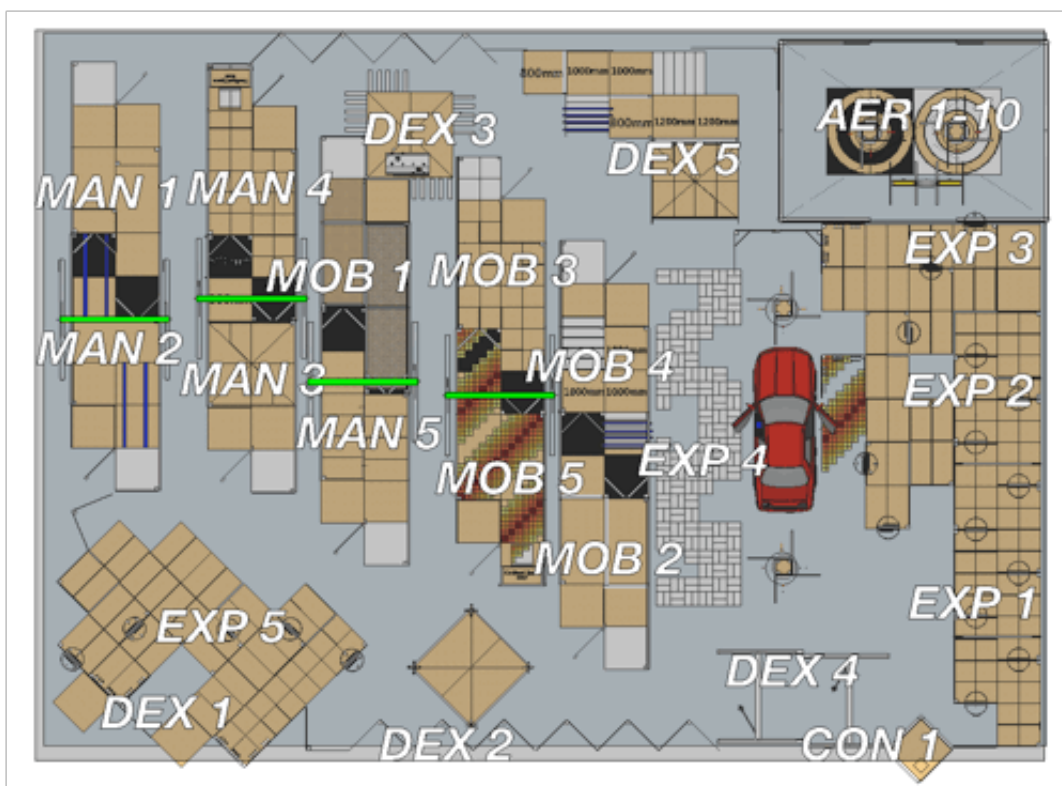 800mm 1000mm 1000mm
AER 1-10
DEX 3
800mm 1200mm 1200mm
DEX 5
MAN 1
MAN 4
EXP 3
MOB 1
MOB 3
MAN 2
MAN 3
MOB 4
EXP 2
1000mm 1000mm
MAN 5
EXP 4
MOB 5
MOB 2
EXP 1
EXP 5
DEX 4
DEX 1
DEX 2
CON 1